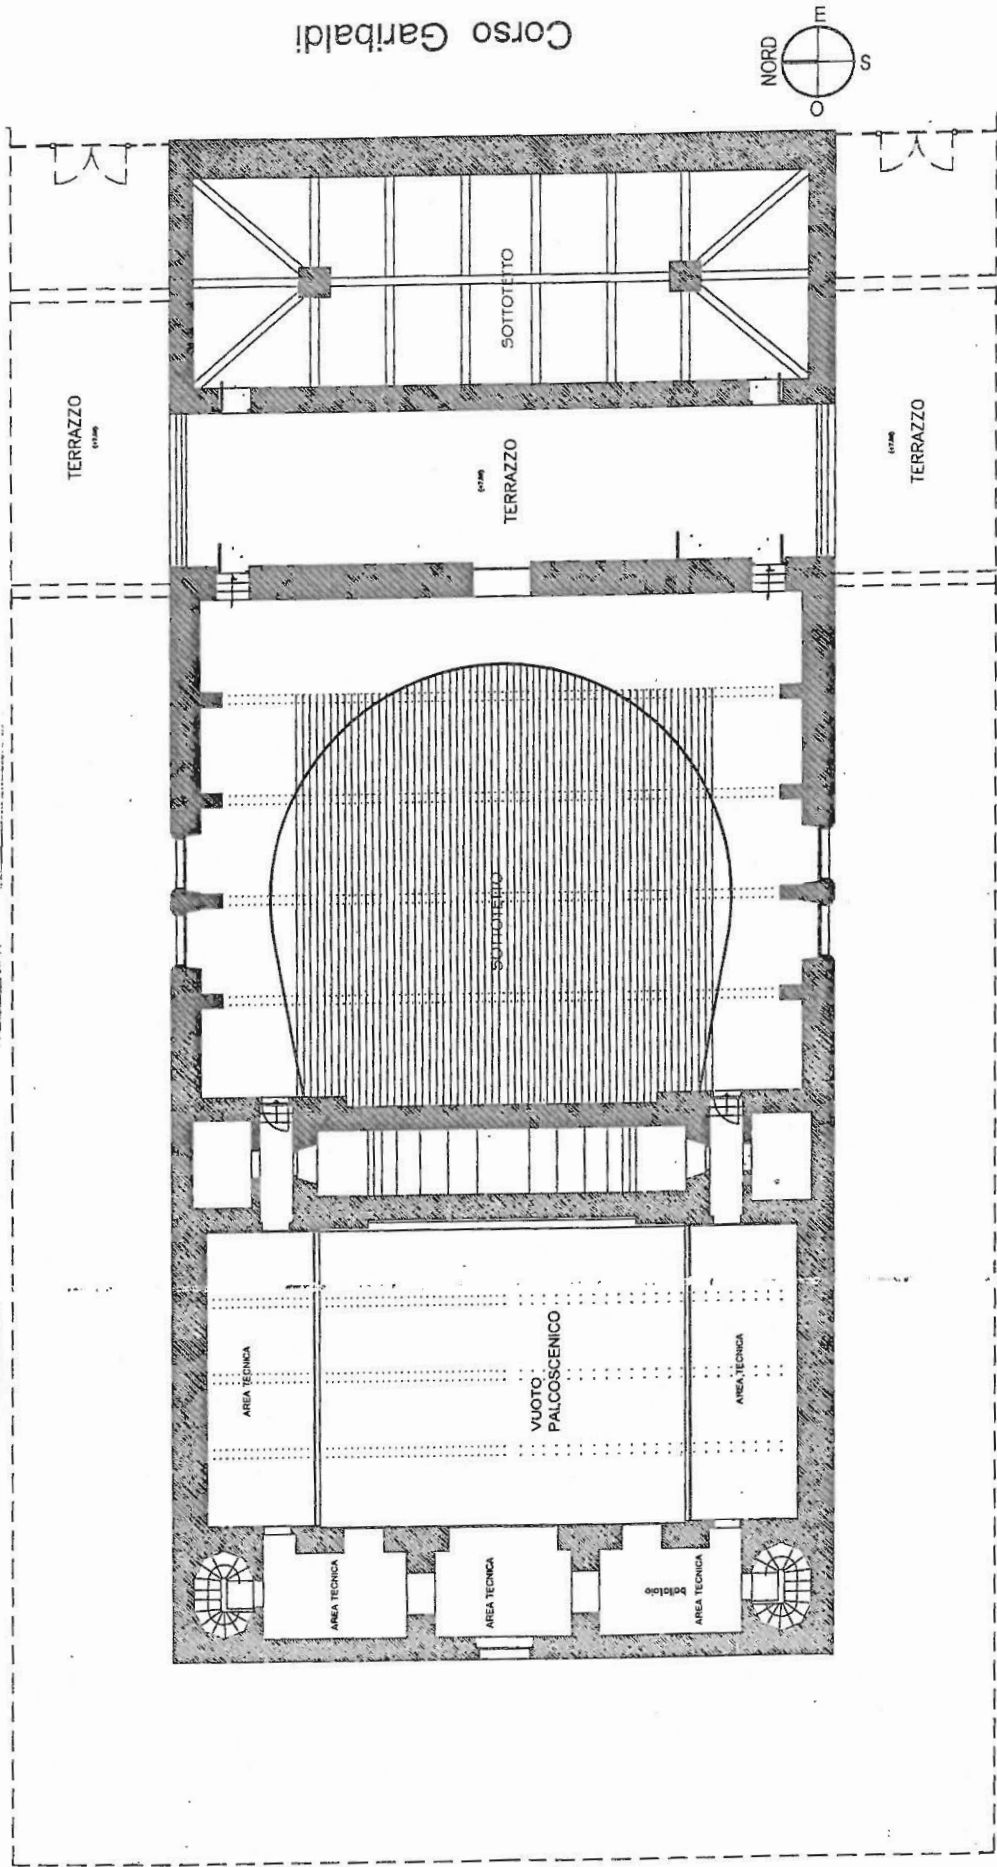 Corso Garibaldi
E
NORD
S
O
SOTTOTETTO
TERRAZZO
TERRAZZO
TERRAZZO
SOTTOTETTO
VUOTO
PALCOSCENICO
AREA TECNICA
AREA TECNICA
AREA TECNICA
AREA TECNICA
ballatoio
AREA TECNICA